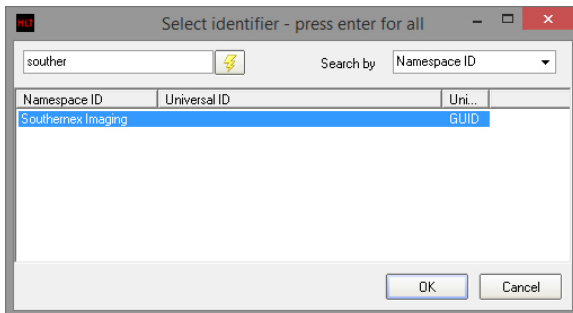 HLT
Select identifier - press enter for all
souther
Search by
Namespace ID
Namespace ID
Universal ID
Uni...
Southernex Imaging
GUID
OK
Cancel